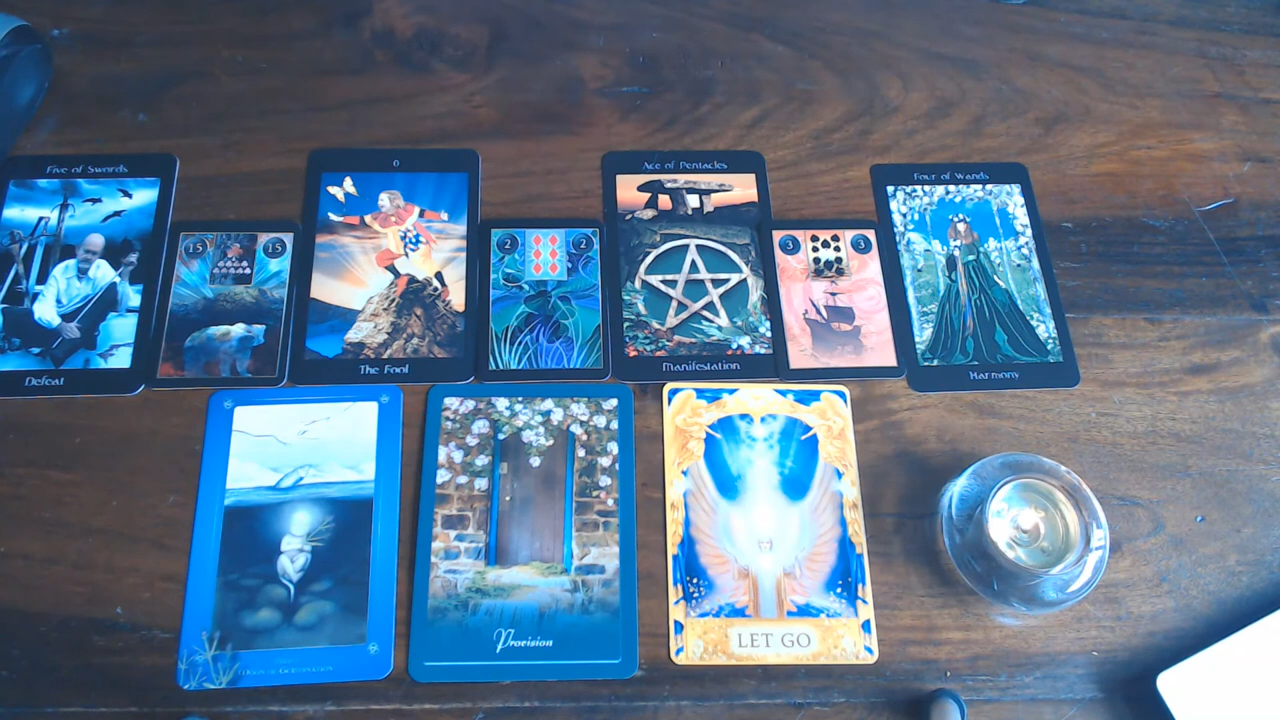 Five of Swords
Defeat
15 15
0
The Fool
2 2
Ace of Pentacles
Manifestation
3 3
Four of Wands
Harmony
Provision
LET GO